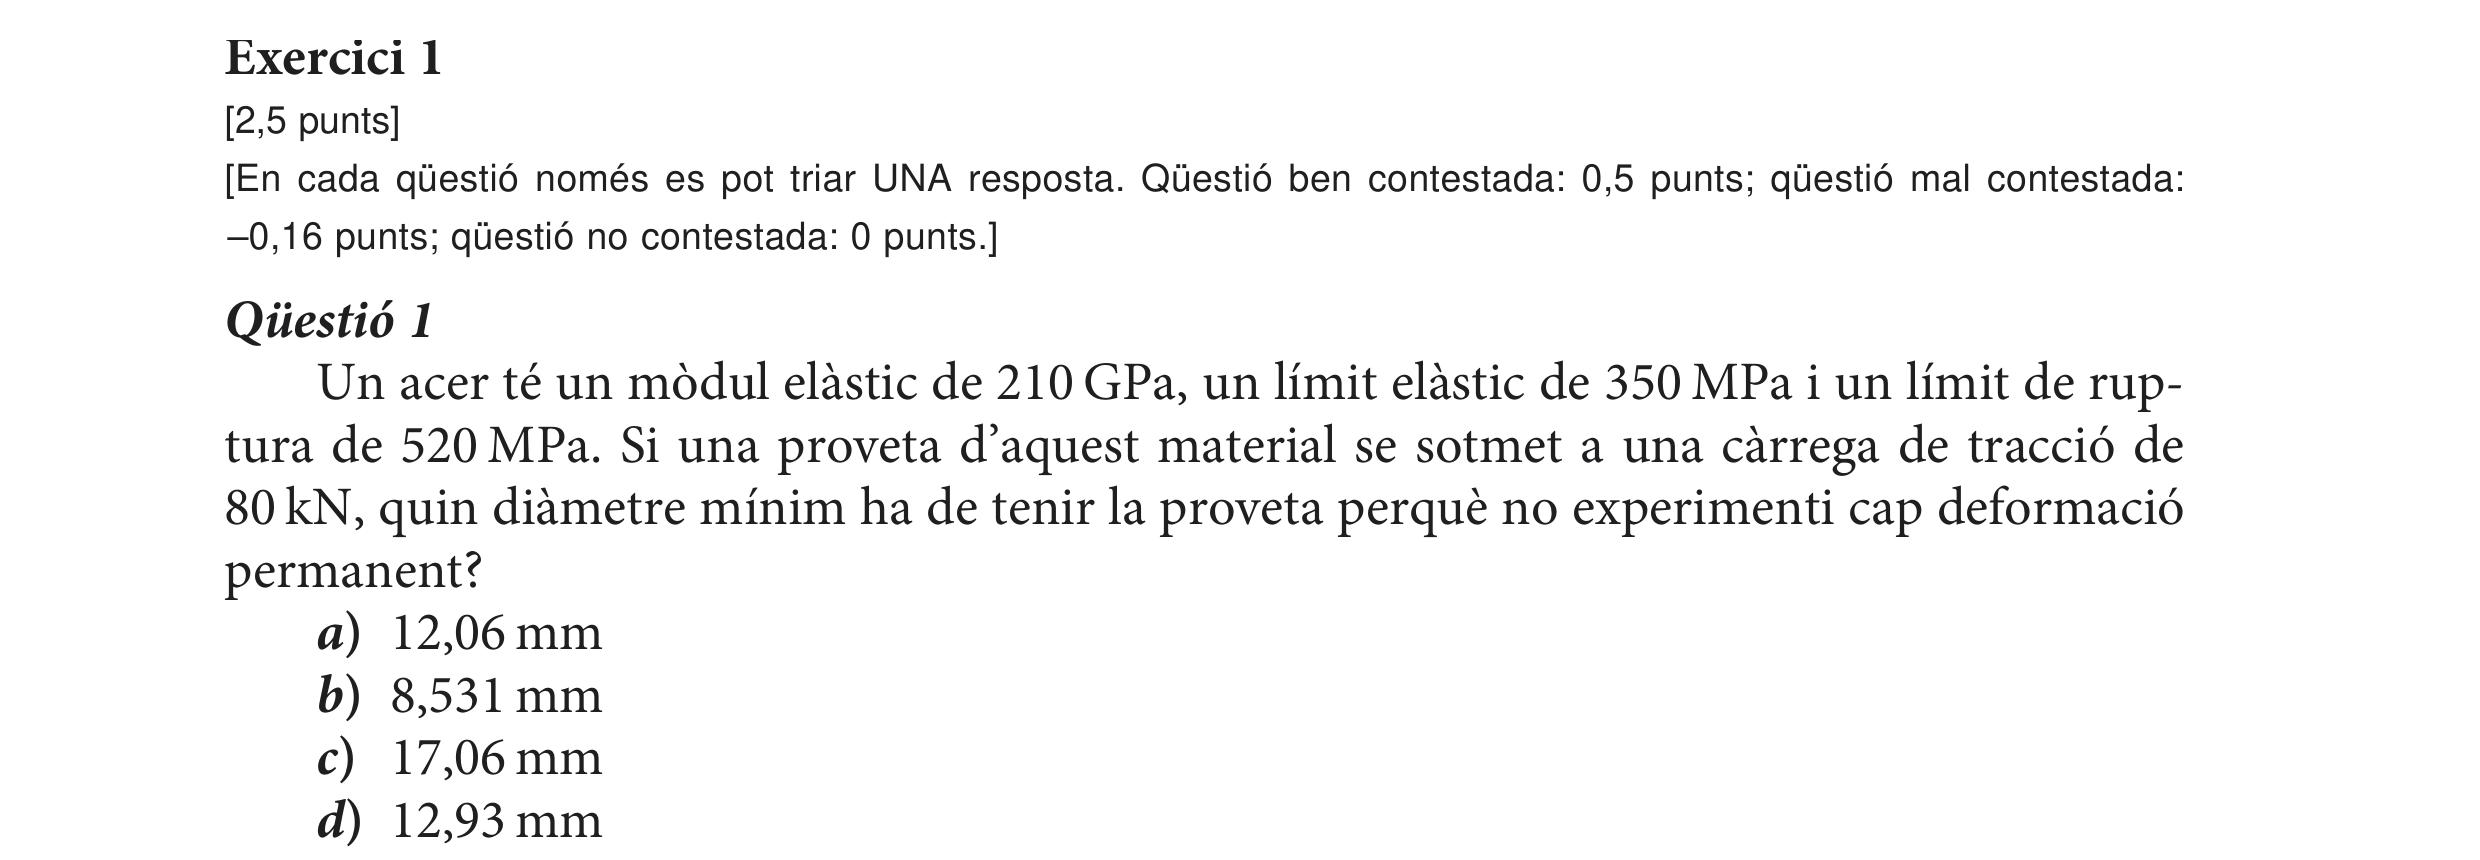 Exercici 1
[2,5 punts]
[En cada qüestió només es pot triar UNA resposta. Qüestió ben contestada: 0,5 punts; qüestió mal contestada:
–0,16 punts; qüestió no contestada: 0 punts.]
Qüestió 1
Un acer té un mòdul elàstic de 210 GPa, un límit elàstic de 350 MPa i un límit de rup-
tura de 520 MPa. Si una proveta d’aquest material se sotmet a una càrrega de tracció de
80 kN, quin diàmetre mínim ha de tenir la proveta perquè no experimenti cap deformació
permanent?
a) 12,06 mm
b) 8,531 mm
c) 17,06 mm
d) 12,93 mm